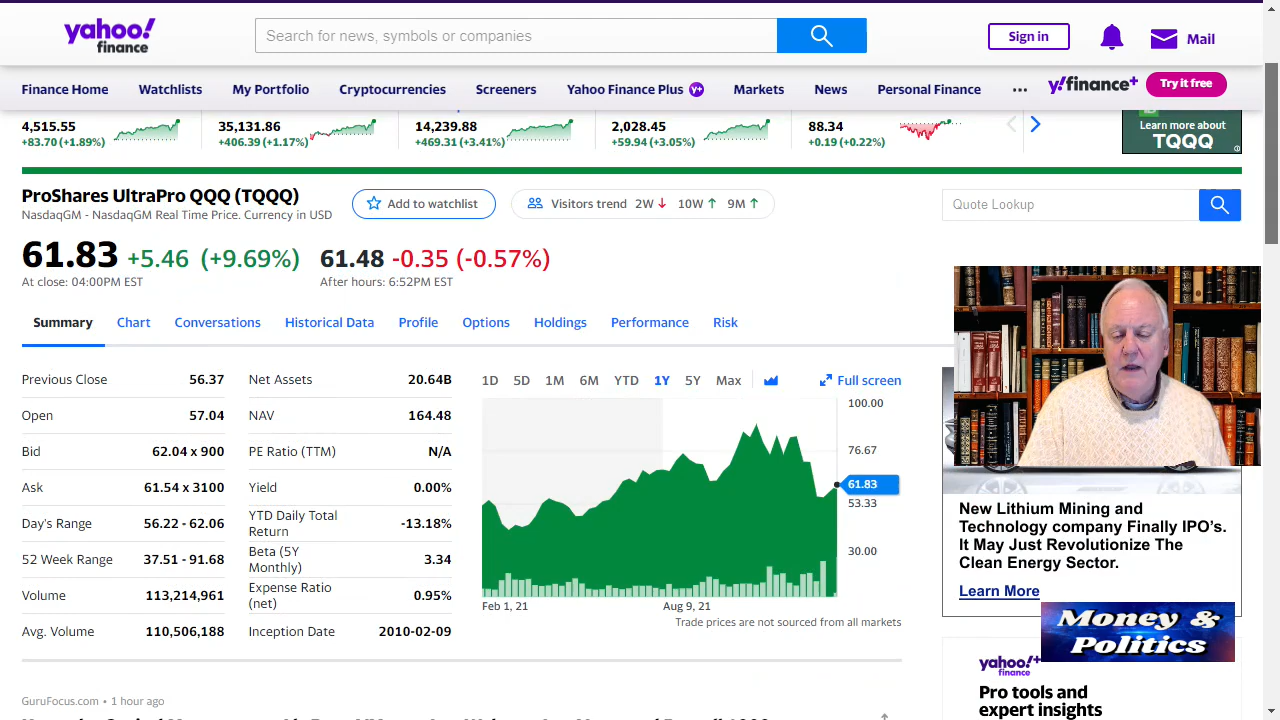 yahoo!
finance
Search for news, symbols or companies
Sign in
Mail
Finance Home
Watchlists
My Portfolio
Cryptocurrencies
Screeners
Yahoo Finance Plus Y+
Markets
News
Personal Finance
...
y!finance+
Try it free
4,515.55
+83.70 (+1.89%)
35,131.86
+406.39 (+1.17%)
14,239.88
+469.31 (+3.41%)
2,028.45
+59.94 (+3.05%)
88.34
+0.19 (+0.22%)
Learn more about
TQQQ
ProShares UltraPro QQQ (TQQQ)
NasdaqGM - NasdaqGM Real Time Price. Currency in USD
Add to watchlist
Visitors trend 2W ↓ 10W ↑ 9M ↑
Quote Lookup
61.83 +5.46 (+9.69%)
At close: 04:00PM EST
61.48 -0.35 (-0.57%)
After hours: 6:52PM EST
Summary
Chart
Conversations
Historical Data
Profile
Options
Holdings
Performance
Risk
Previous Close 56.37
Open 57.04
Bid 62.04 x 900
Ask 61.54 x 3100
Day's Range 56.22 - 62.06
52 Week Range 37.51 - 91.68
Volume 113,214,961
Avg. Volume 110,506,188
Net Assets 20.64B
NAV 164.48
PE Ratio (TTM) N/A
Yield 0.00%
YTD Daily Total
Return -13.18%
Beta (5Y
Monthly) 3.34
Expense Ratio
(net) 0.95%
Inception Date 2010-02-09
1D 5D 1M 6M YTD 1Y 5Y Max
Full screen
100.00
76.67
61.83
53.33
30.00
Feb 1, 21
Aug 9, 21
Trade prices are not sourced from all markets
New Lithium Mining and
Technology company Finally IPO's.
It May Just Revolutionize The
Clean Energy Sector.
Learn More
Money &
Politics
yahoo!+
finance
Pro tools and
expert insights
GuruFocus.com • 1 hour ago